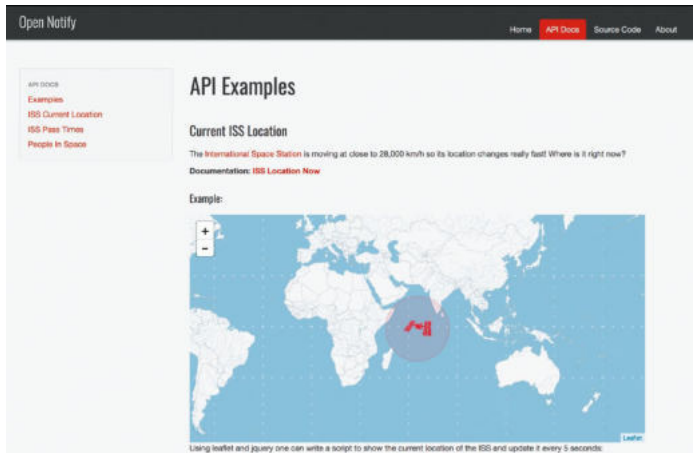 Open Notify
Home API Docs Source Code About
API DOCS
Examples
ISS Current Location
ISS Pass Times
People In Space
API Examples
Current ISS Location
The International Space Station is moving at close to 28,000 km/h so its location changes really fast! Where is it right now?
Documentation: ISS Location Now
Example:
+
-
Leaflet
Using leaflet and jquery one can write a script to show the current location of the ISS and update it every 5 seconds: